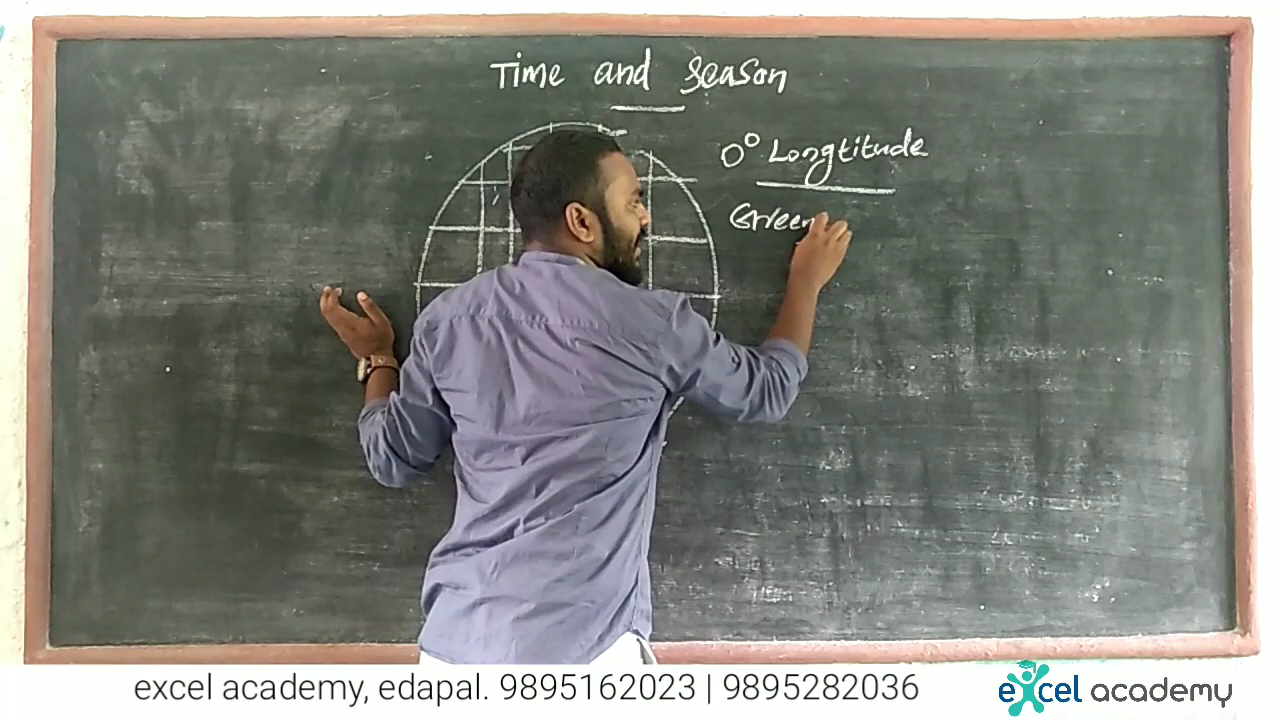 Time and season
0° Longtitude
Green
excel academy, edapal. 9895162023 | 9895282036
excel academy